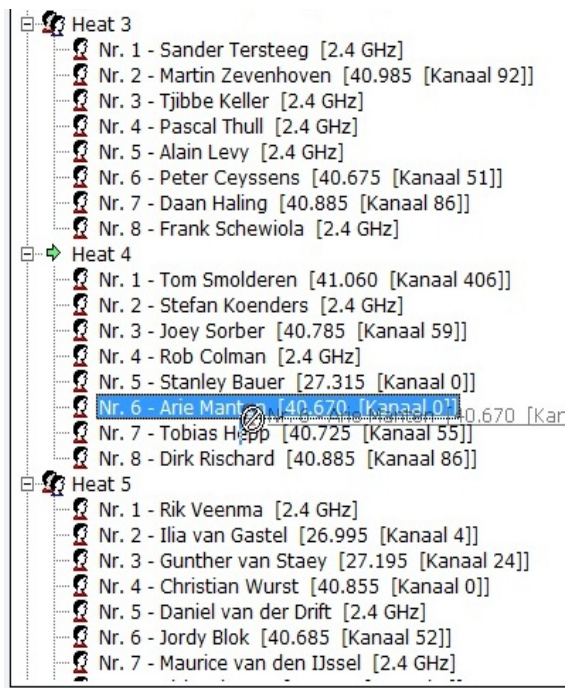 Heat 3
Nr. 1 - Sander Tersteeg [2.4 GHz]
Nr. 2 - Martin Zevenhoven [40.985 [Kanaal 92]]
Nr. 3 - Tjibbe Keller [2.4 GHz]
Nr. 4 - Pascal Thull [2.4 GHz]
Nr. 5 - Alain Levy [2.4 GHz]
Nr. 6 - Peter Ceyssens [40.675 [Kanaal 51]]
Nr. 7 - Daan Haling [40.885 [Kanaal 86]]
Nr. 8 - Frank Schewiola [2.4 GHz]
Heat 4
Nr. 1 - Tom Smolderen [41.060 [Kanaal 406]]
Nr. 2 - Stefan Koenders [2.4 GHz]
Nr. 3 - Joey Sorber [40.785 [Kanaal 59]]
Nr. 4 - Rob Colman [2.4 GHz]
Nr. 5 - Stanley Bauer [27.315 [Kanaal 0]]
Nr. 6 - Arie Manten [40.670 [Kanaal 0]]
Nr. 6 - Arie Manten [40.670 [Kan
Nr. 7 - Tobias Hepp [40.725 [Kanaal 55]]
Nr. 8 - Dirk Rischard [40.885 [Kanaal 86]]
Heat 5
Nr. 1 - Rik Veenma [2.4 GHz]
Nr. 2 - Ilia van Gastel [26.995 [Kanaal 4]]
Nr. 3 - Gunther van Staey [27.195 [Kanaal 24]]
Nr. 4 - Christian Wurst [40.855 [Kanaal 0]]
Nr. 5 - Daniel van der Drift [2.4 GHz]
Nr. 6 - Jordy Blok [40.685 [Kanaal 52]]
Nr. 7 - Maurice van den IJssel [2.4 GHz]